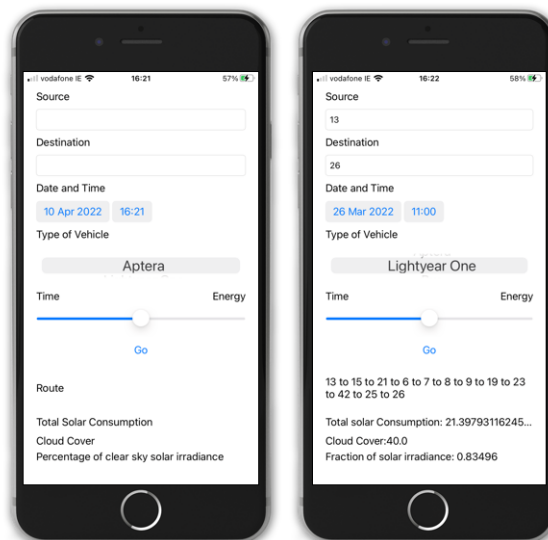 vodafone IE 16:21 57%
Source
Destination
Date and Time
10 Apr 2022 16:21
Type of Vehicle
Aptera
Time Energy
Go
Route
Total Solar Consumption
Cloud Cover
Percentage of clear sky solar irradiance
vodafone IE 16:22 58%
Source
13
Destination
26
Date and Time
26 Mar 2022 11:00
Type of Vehicle
Lightyear One
Time Energy
Go
13 to 15 to 21 to 6 to 7 to 8 to 9 to 19 to 23
to 42 to 25 to 26
Total solar Consumption: 21.39793116245...
Cloud Cover:40.0
Fraction of solar irradiance: 0.83496